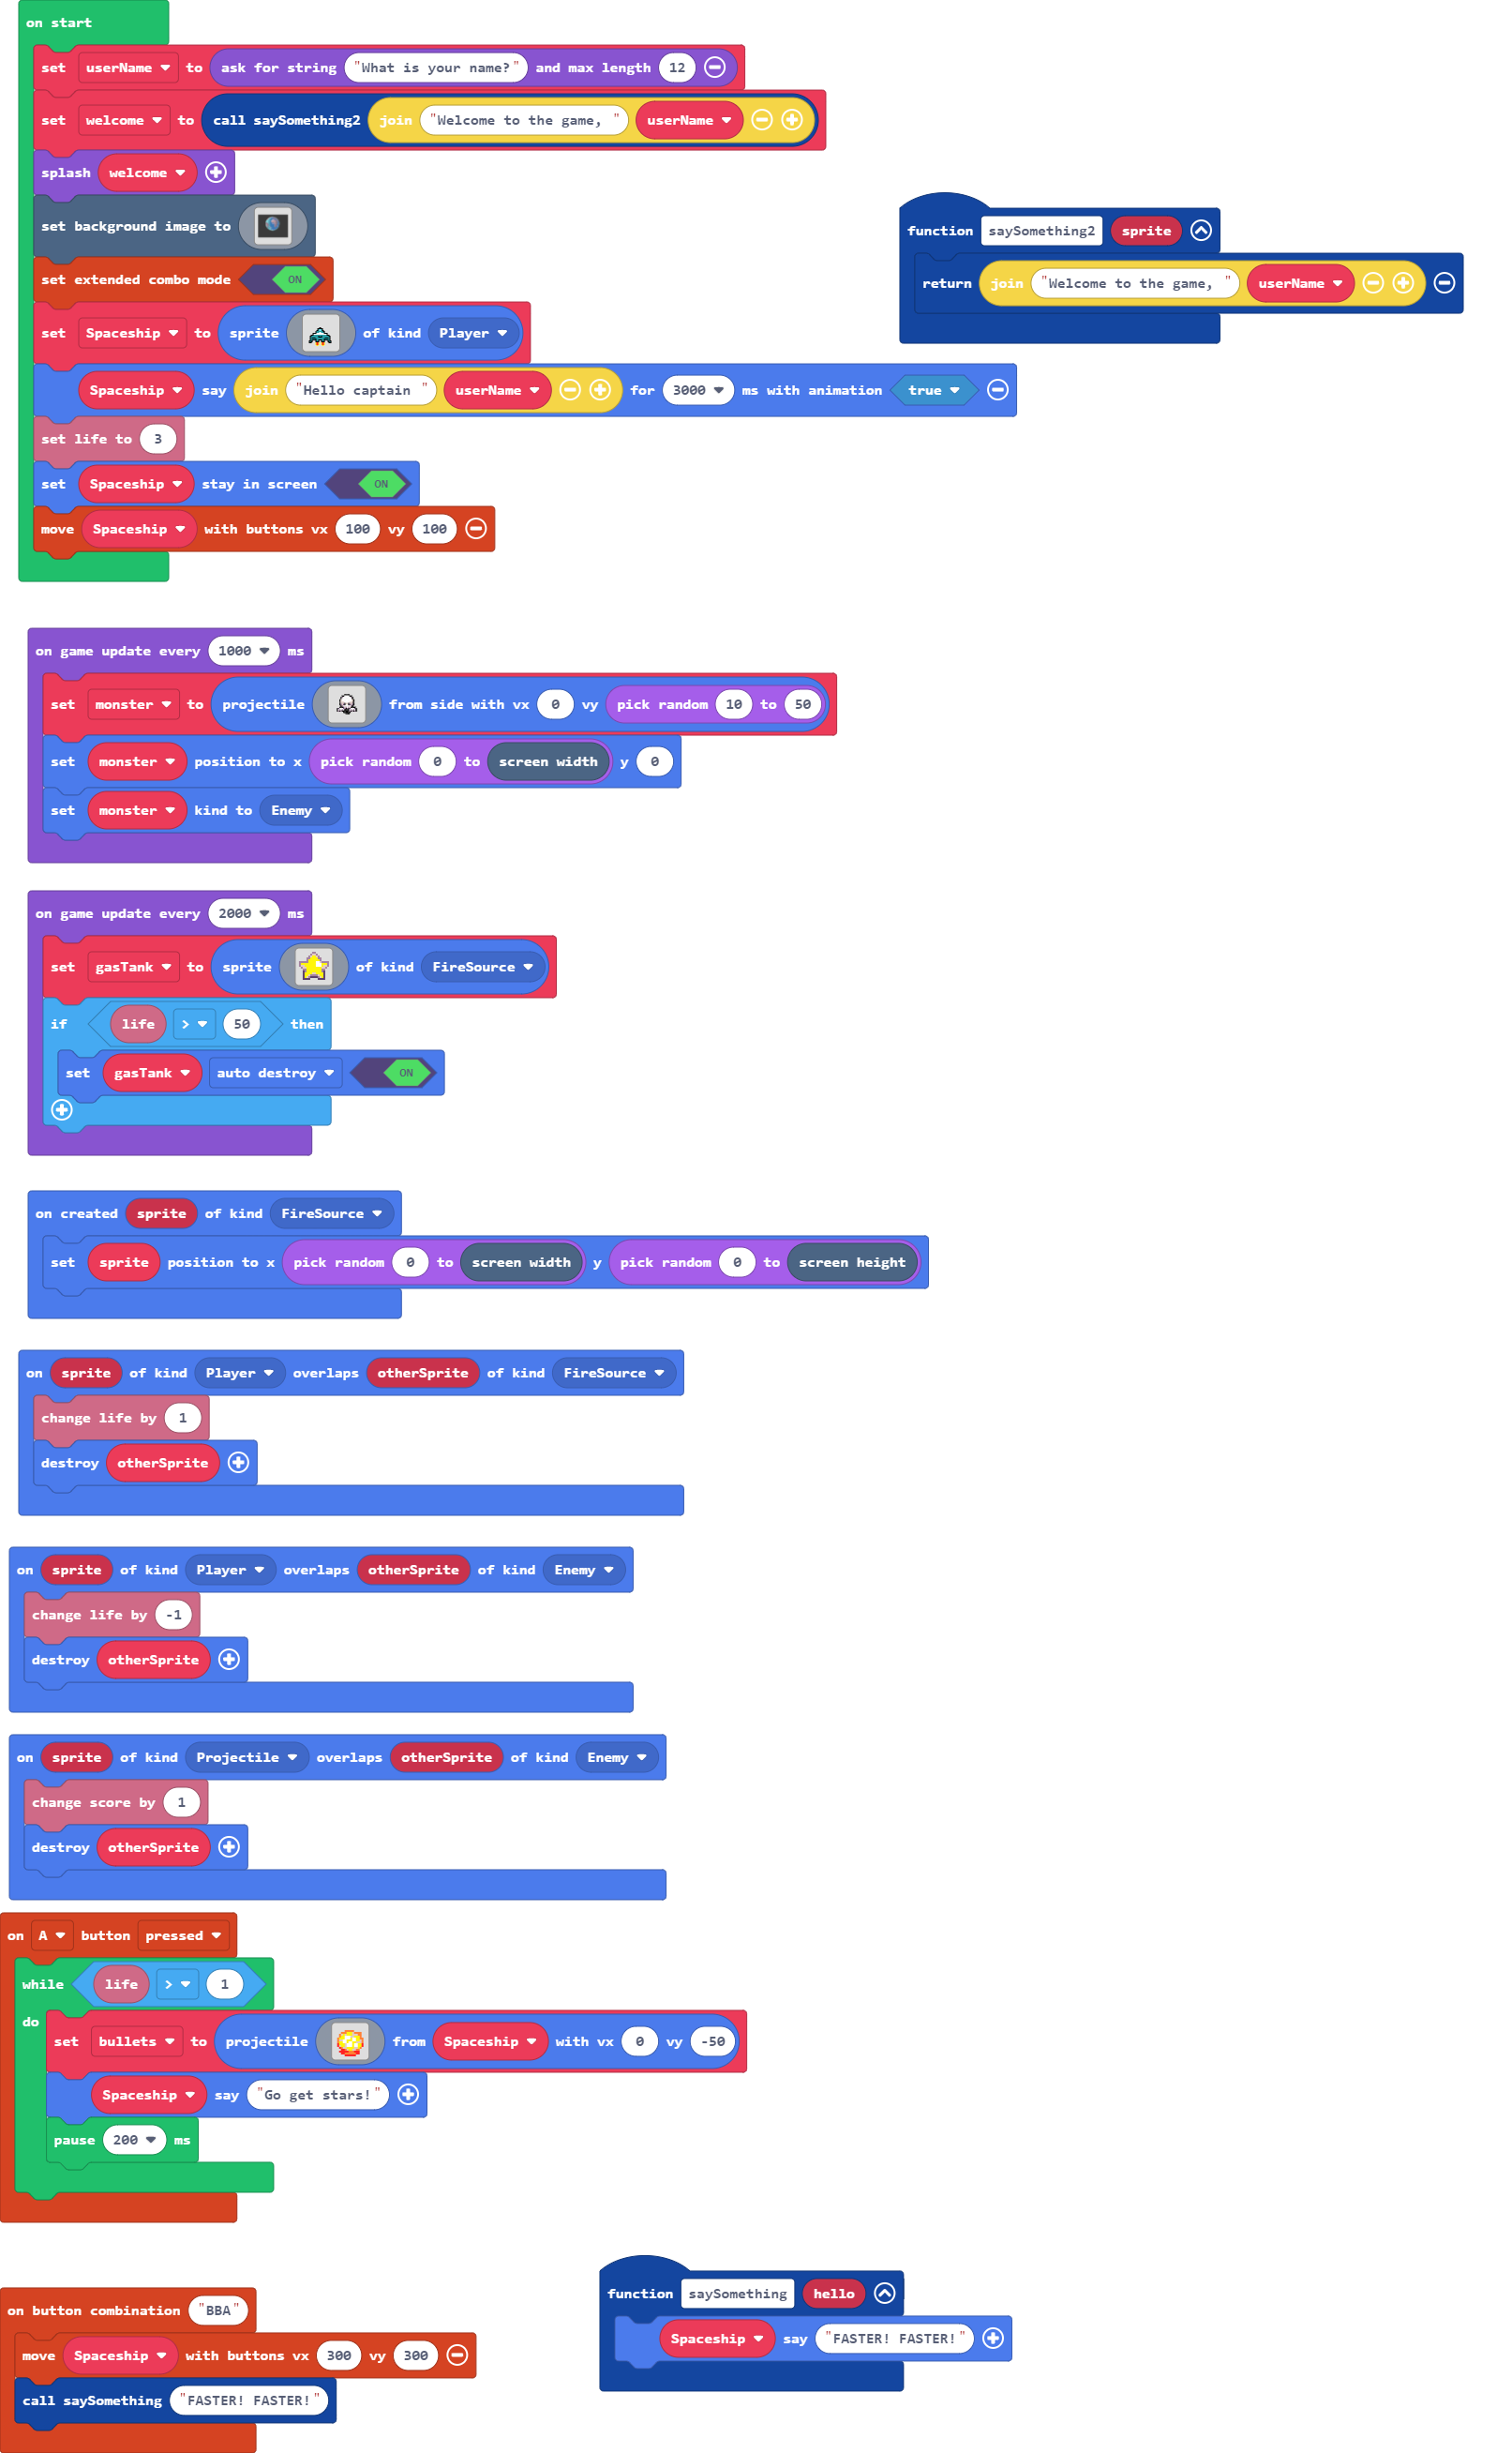 on start
set userName to ask for string "What is your name?" and max length 12
set welcome to call saySomething2 join "Welcome to the game, " userName
splash welcome
set background image to
set extended combo mode ON
set Spaceship to sprite of kind Player
Spaceship say join "Hello captain " userName for 3000 ms with animation true
set life to 3
set Spaceship stay in screen ON
move Spaceship with buttons vx 100 vy 100
function saySomething2 sprite
return join "Welcome to the game, " userName
on game update every 1000 ms
set monster to projectile from side with vx 0 vy pick random 10 to 50
set monster position to x pick random 0 to screen width y 0
set monster kind to Enemy
on game update every 2000 ms
set gasTank to sprite of kind FireSource
if life > 50 then
set gasTank auto destroy ON
on created sprite of kind FireSource
set sprite position to x pick random 0 to screen width y pick random 0 to screen height
on sprite of kind Player overlaps otherSprite of kind FireSource
change life by 1
destroy otherSprite
on sprite of kind Player overlaps otherSprite of kind Enemy
change life by -1
destroy otherSprite
on sprite of kind Projectile overlaps otherSprite of kind Enemy
change score by 1
destroy otherSprite
on A button pressed
while life > 1
do
set bullets to projectile from Spaceship with vx 0 vy -50
Spaceship say "Go get stars!"
pause 200 ms
on button combination "BBA"
move Spaceship with buttons vx 300 vy 300
call saySomething "FASTER! FASTER!"
function saySomething hello
Spaceship say "FASTER! FASTER!"